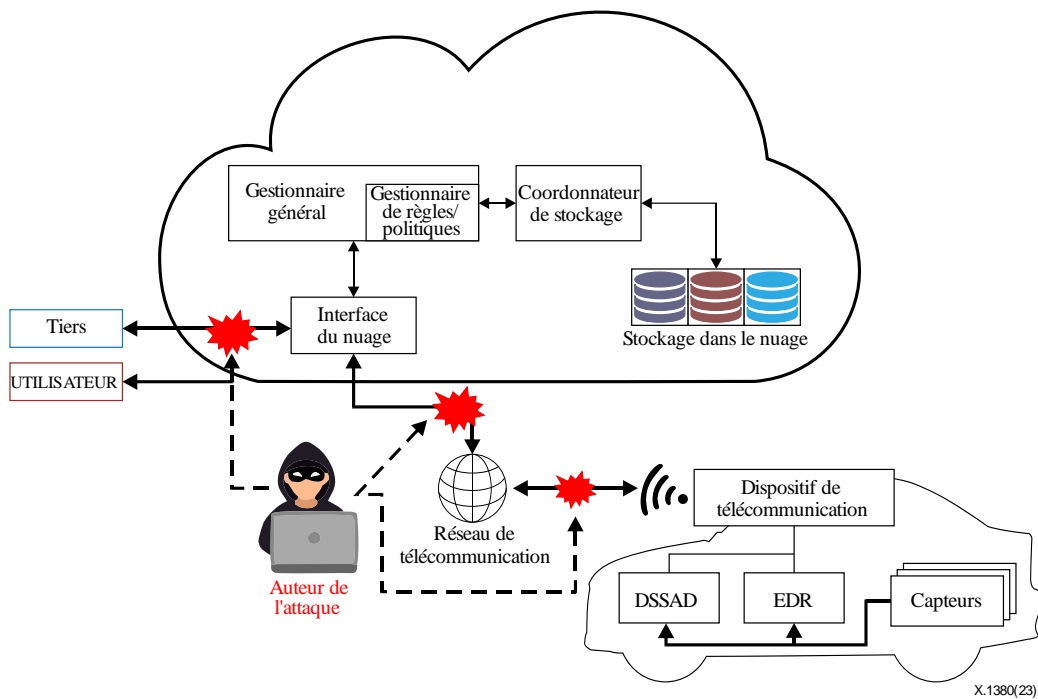 Gestionnaire
général
Gestionnaire
de règles/
politiques
Coordonnateur
de stockage
Stockage dans le nuage
Interface
du nuage
Tiers
UTILISATEUR
Auteur de
l'attaque
Réseau de
télécommunication
Dispositif de
télécommunication
DSSAD
EDR
Capteurs
X.1380(23)